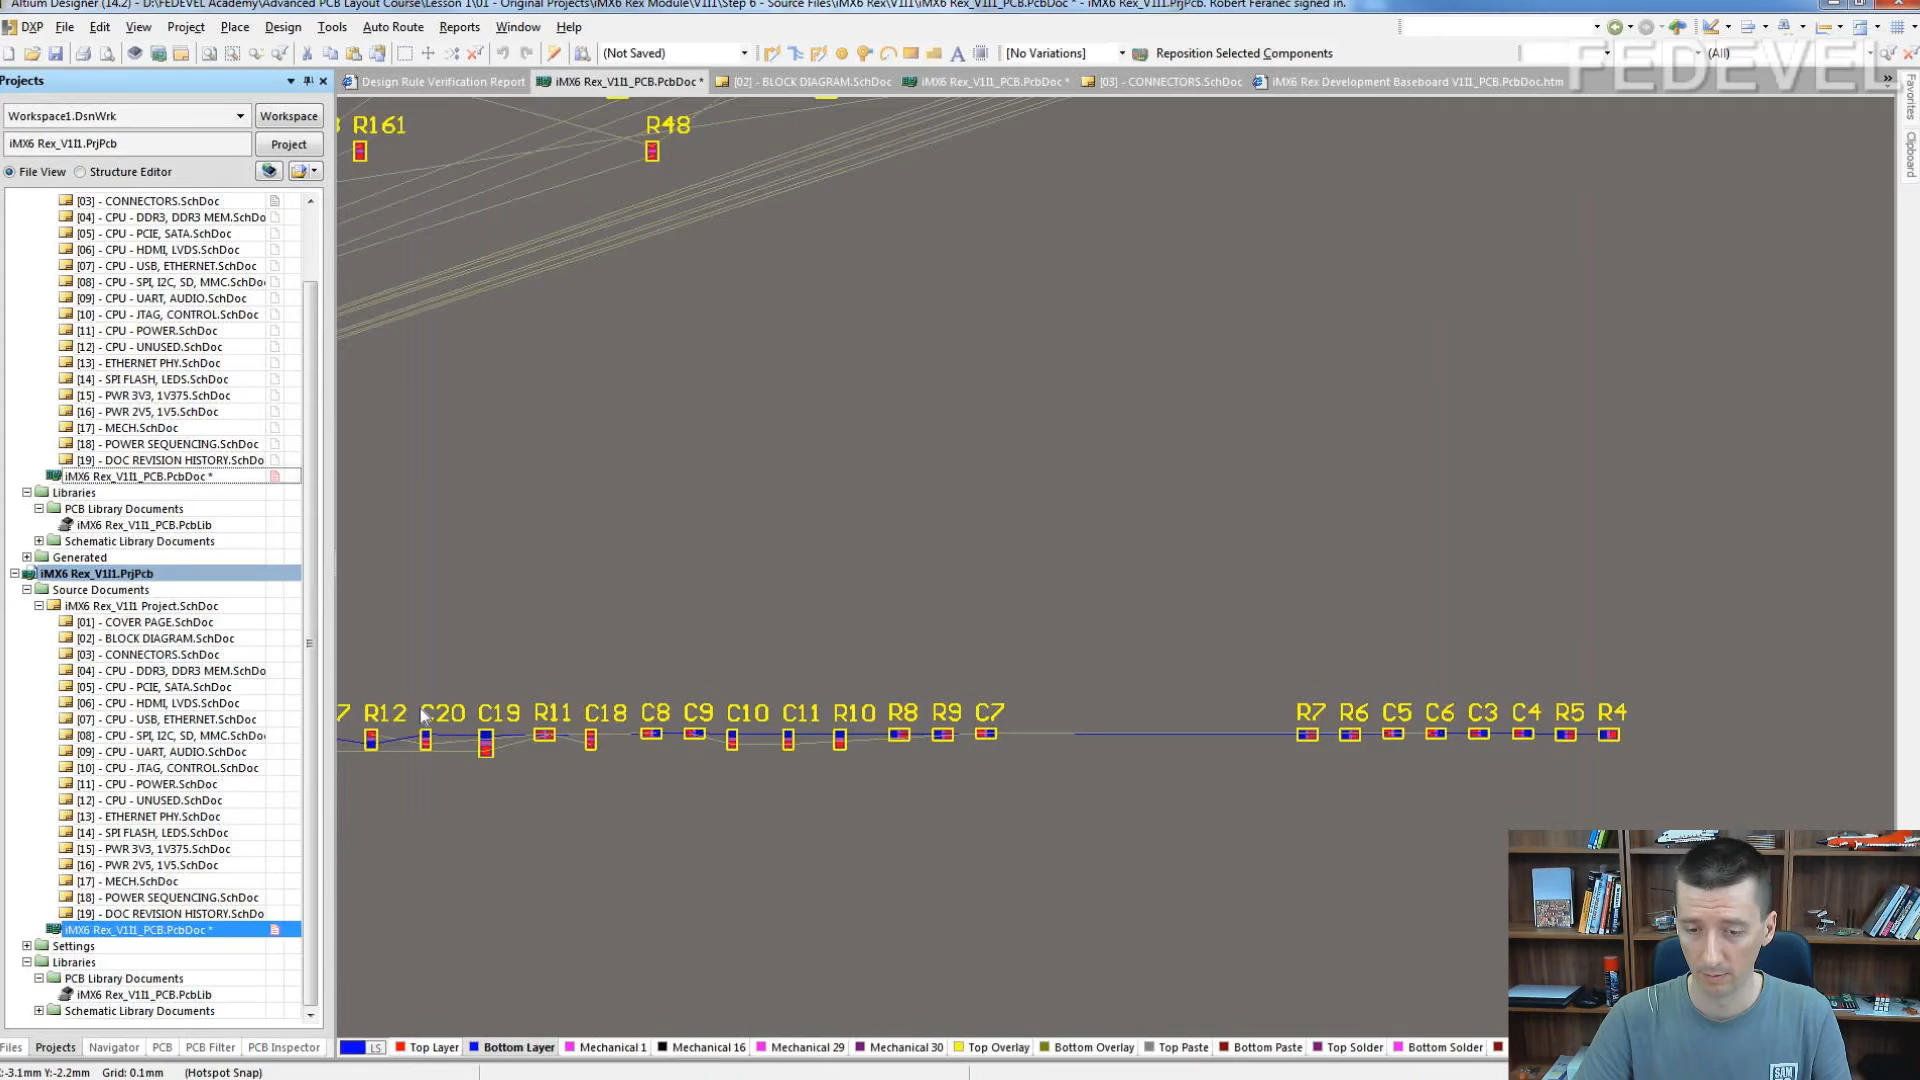 Altium Designer (14.2) - D:\FEDEVEL Academy\Advanced PCB Layout Course\Lesson 1\01 - Original Projects\iMX6 Rex Module\V1I1\Step 6 - Source Files\iMX6 Rex\V1I1\iMX6 Rex_V1I1_PCB.PcbDoc * - iMX6 Rex_V1I1.PrjPcb. Robert Feranec signed in.
DXP File Edit View Project Place Design Tools Auto Route Reports Window Help
(Not Saved) [No Variations] Reposition Selected Components (All)
FEDEVEL
Projects
Design Rule Verification Report iMX6 Rex_V1I1_PCB.PcbDoc * [02] - BLOCK DIAGRAM.SchDoc iMX6 Rex_V1I1_PCB.PcbDoc * [03] - CONNECTORS.SchDoc iMX6 Rex Development Baseboard V1I1_PCB.PcbDoc.htm
Favorites
Clipboard
Workspace1.DsnWrk Workspace
iMX6 Rex_V1I1.PrjPcb Project
File View Structure Editor
[03] - CONNECTORS.SchDoc
[04] - CPU - DDR3, DDR3 MEM.SchDo
[05] - CPU - PCIE, SATA.SchDoc
[06] - CPU - HDMI, LVDS.SchDoc
[07] - CPU - USB, ETHERNET.SchDoc
[08] - CPU - SPI, I2C, SD, MMC.SchDo
[09] - CPU - UART, AUDIO.SchDoc
[10] - CPU - JTAG, CONTROL.SchDoc
[11] - CPU - POWER.SchDoc
[12] - CPU - UNUSED.SchDoc
[13] - ETHERNET PHY.SchDoc
[14] - SPI FLASH, LEDS.SchDoc
[15] - PWR 3V3, 1V375.SchDoc
[16] - PWR 2V5, 1V5.SchDoc
[17] - MECH.SchDoc
[18] - POWER SEQUENCING.SchDoc
[19] - DOC REVISION HISTORY.SchDo
iMX6 Rex_V1I1_PCB.PcbDoc *
Libraries
PCB Library Documents
iMX6 Rex_V1I1_PCB.PcbLib
Schematic Library Documents
Generated
iMX6 Rex_V1I1.PrjPcb
Source Documents
iMX6 Rex_V1I1 Project.SchDoc
[01] - COVER PAGE.SchDoc
[02] - BLOCK DIAGRAM.SchDoc
[03] - CONNECTORS.SchDoc
[04] - CPU - DDR3, DDR3 MEM.SchDo
[05] - CPU - PCIE, SATA.SchDoc
[06] - CPU - HDMI, LVDS.SchDoc
[07] - CPU - USB, ETHERNET.SchDoc
[08] - CPU - SPI, I2C, SD, MMC.SchDo
[09] - CPU - UART, AUDIO.SchDoc
[10] - CPU - JTAG, CONTROL.SchDoc
[11] - CPU - POWER.SchDoc
[12] - CPU - UNUSED.SchDoc
[13] - ETHERNET PHY.SchDoc
[14] - SPI FLASH, LEDS.SchDoc
[15] - PWR 3V3, 1V375.SchDoc
[16] - PWR 2V5, 1V5.SchDoc
[17] - MECH.SchDoc
[18] - POWER SEQUENCING.SchDoc
[19] - DOC REVISION HISTORY.SchDo
iMX6 Rex_V1I1_PCB.PcbDoc *
Settings
Libraries
PCB Library Documents
iMX6 Rex_V1I1_PCB.PcbLib
Schematic Library Documents
R161 R48
7 R12 C20 C19 R11 C18 C8 C9 C10 C11 R10 R8 R9 C7 R7 R6 C5 C6 C3 C4 R5 R4
SAM
Files Projects Navigator PCB PCB Filter PCB Inspector
LS Top Layer Bottom Layer Mechanical 1 Mechanical 16 Mechanical 29 Mechanical 30 Top Overlay Bottom Overlay Top Paste Bottom Paste Top Solder Bottom Solder
X:-3.1mm Y:-2.2mm Grid: 0.1mm (Hotspot Snap)